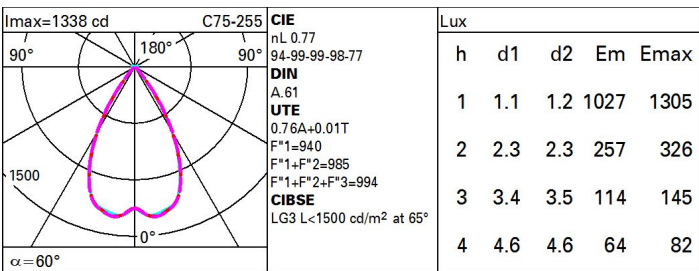 Imax=1338 cd C75-255
90° 180° 90°
1500
0°
α=60°
CIE
nL 0.77
94-99-99-98-77
DIN
A.61
UTE
0.76A+0.01T
F"1=940
F"1+F"2=985
F"1+F"2+F"3=994
CIBSE
LG3 L<1500 cd/m² at 65°
Lux
h d1 d2 Em Emax
1 1.1 1.2 1027 1305
2 2.3 2.3 257 326
3 3.4 3.5 114 145
4 4.6 4.6 64 82